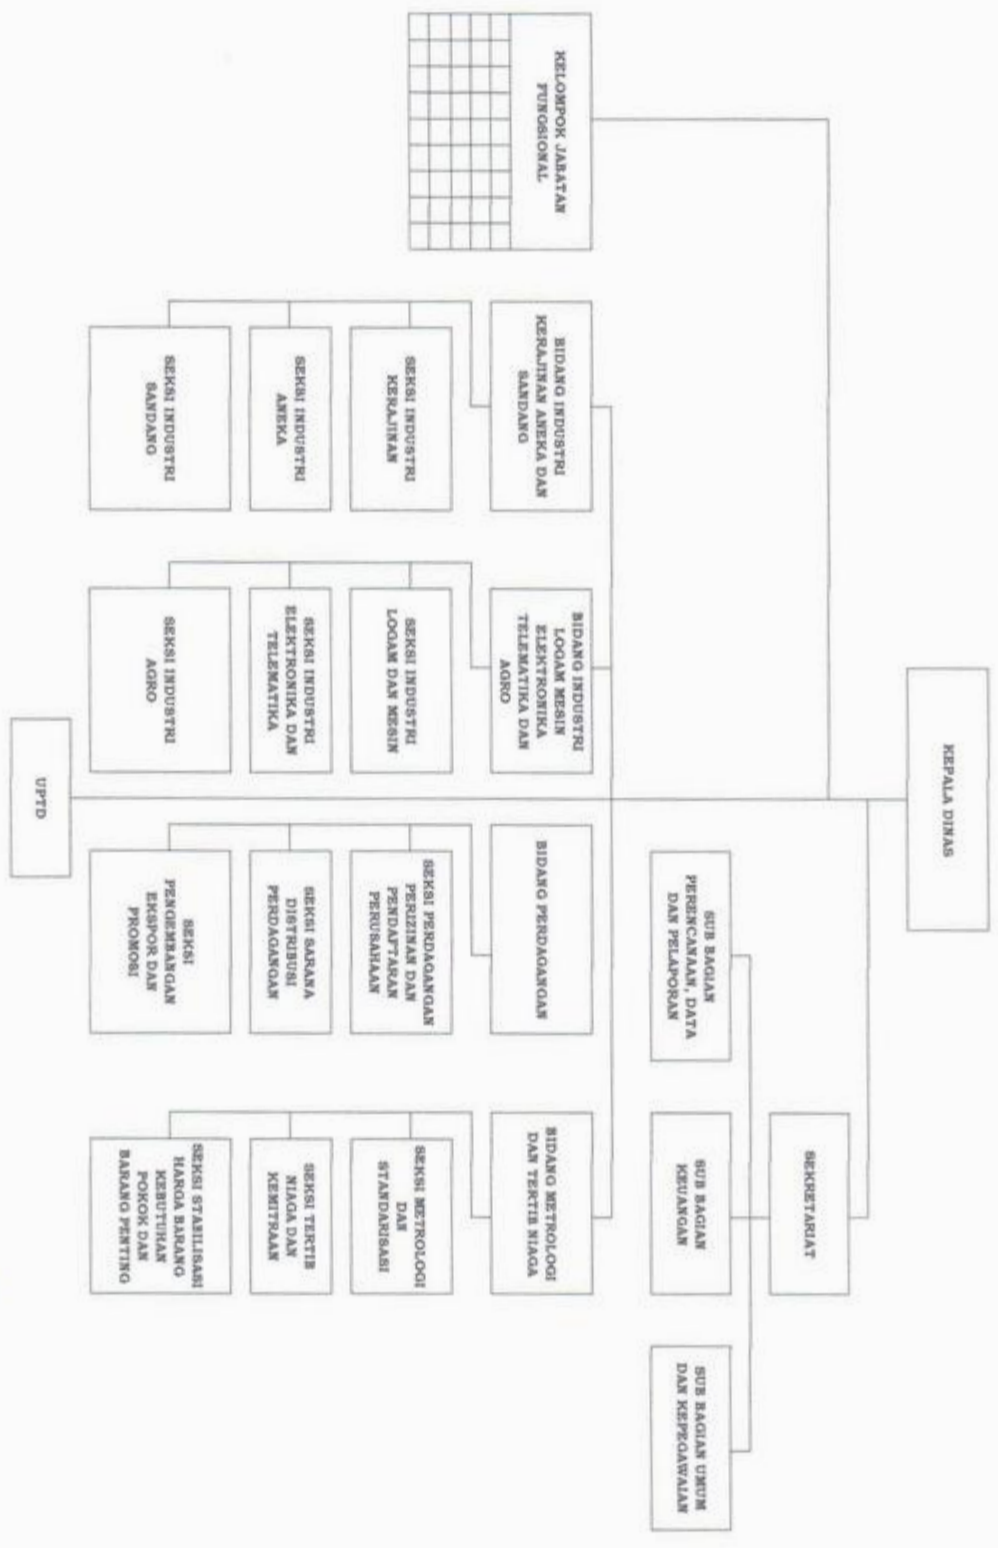 KEPALA DINAS
SEKRETARIAT
KELOMPOK JABATAN
FUNGSIONAL
SUB BAGIAN
PERENCANAAN, DATA
DAN PELAPORAN
SUB BAGIAN
KEUANGAN
SUB BAGIAN UMUM
DAN KEPEGAWAIAN
BIDANG INDUSTRI
KERAJINAN ANEKA DAN
SANDANG
BIDANG INDUSTRI
LOGAM MESIN
ELEKTRONIKA
TELEMATIKA DAN
AGRO
BIDANG PERDAGANGAN
BIDANG METROLOGI
DAN TERTIB NIAGA
SEKSI INDUSTRI
KERAJINAN
SEKSI INDUSTRI
LOGAM DAN MESIN
SEKSI PERDAGANGAN
PERIZINAN DAN
PENDAFTARAN
PERUSAHAAN
SEKSI METROLOGI
DAN
STANDARISASI
SEKSI INDUSTRI
ANEKA
SEKSI INDUSTRI
ELEKTRONIKA DAN
TELEMATIKA
SEKSI SARANA
DISTRIBUSI
PERDAGANGAN
SEKSI TERTIB
NIAGA DAN
KEMITRAAN
SEKSI INDUSTRI
SANDANG
SEKSI INDUSTRI
AGRO
SEKSI
PENGEMBANGAN
EKSPOR DAN
PROMOSI
SEKSI STABILISASI
HARGA BARANG
KEBUTUHAN
POKOK DAN
BARANG PENTING
UPTD